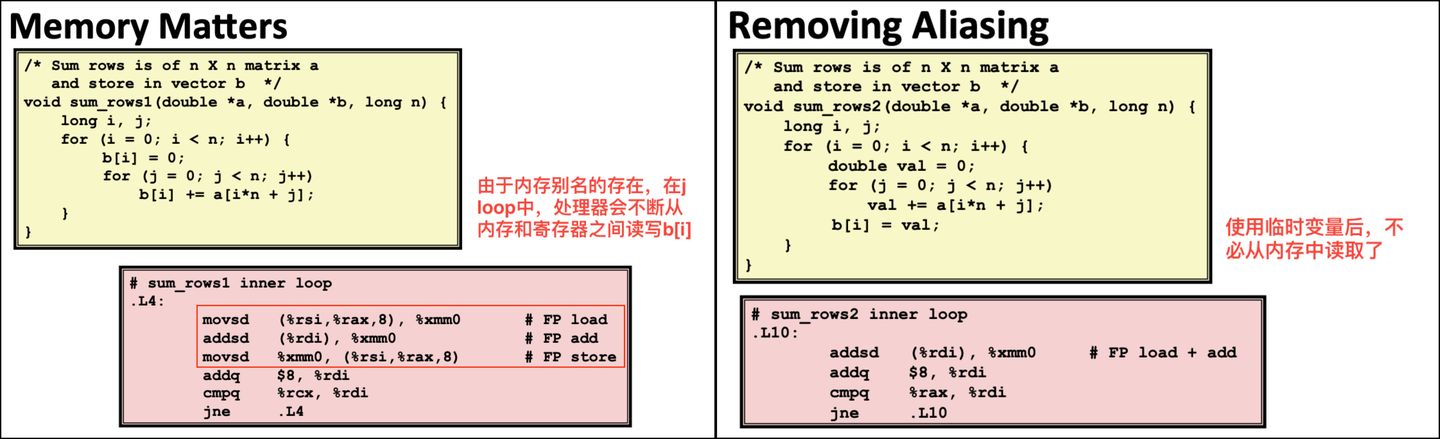 Memory Matters
/* Sum rows is of n X n matrix a
   and store in vector b  */
void sum_rows1(double *a, double *b, long n) {
    long i, j;
    for (i = 0; i < n; i++) {
        b[i] = 0;
        for (j = 0; j < n; j++)
            b[i] += a[i*n + j];
    }
}
由于内存别名的存在，在j
loop中，处理器会不断从
内存和寄存器之间读写b[i]
# sum_rows1 inner loop
.L4:
        movsd   (%rsi,%rax,8), %xmm0       # FP load
        addsd   (%rdi), %xmm0              # FP add
        movsd   %xmm0, (%rsi,%rax,8)       # FP store
        addq    $8, %rdi
        cmpq    %rcx, %rdi
        jne     .L4
Removing Aliasing
/* Sum rows is of n X n matrix a
   and store in vector b  */
void sum_rows2(double *a, double *b, long n) {
    long i, j;
    for (i = 0; i < n; i++) {
        double val = 0;
        for (j = 0; j < n; j++)
            val += a[i*n + j];
        b[i] = val;
    }
}
使用临时变量后，不
必从内存中读取了
# sum_rows2 inner loop
.L10:
        addsd   (%rdi), %xmm0      # FP load + add
        addq    $8, %rdi
        cmpq    %rax, %rdi
        jne     .L10